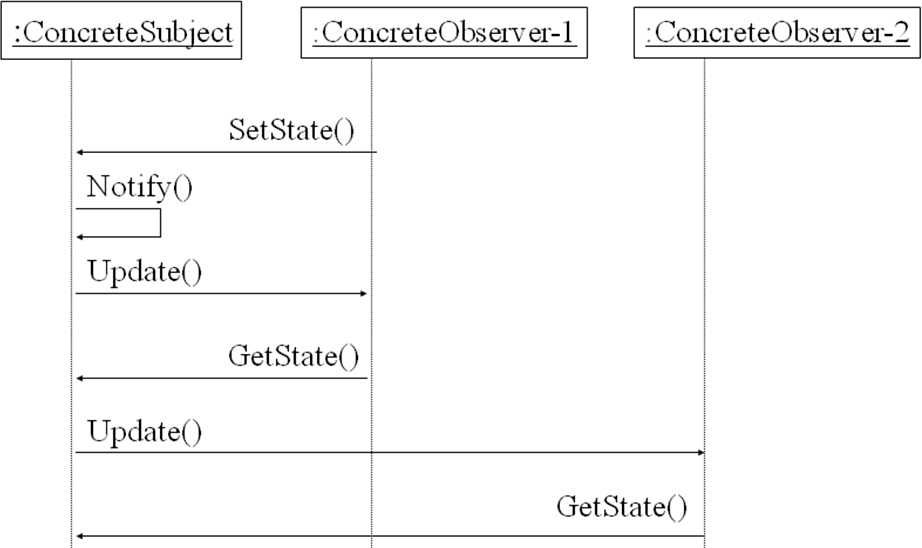 :ConcreteSubject
:ConcreteObserver-1
:ConcreteObserver-2
SetState()
Notify()
Update()
GetState()
Update()
GetState()